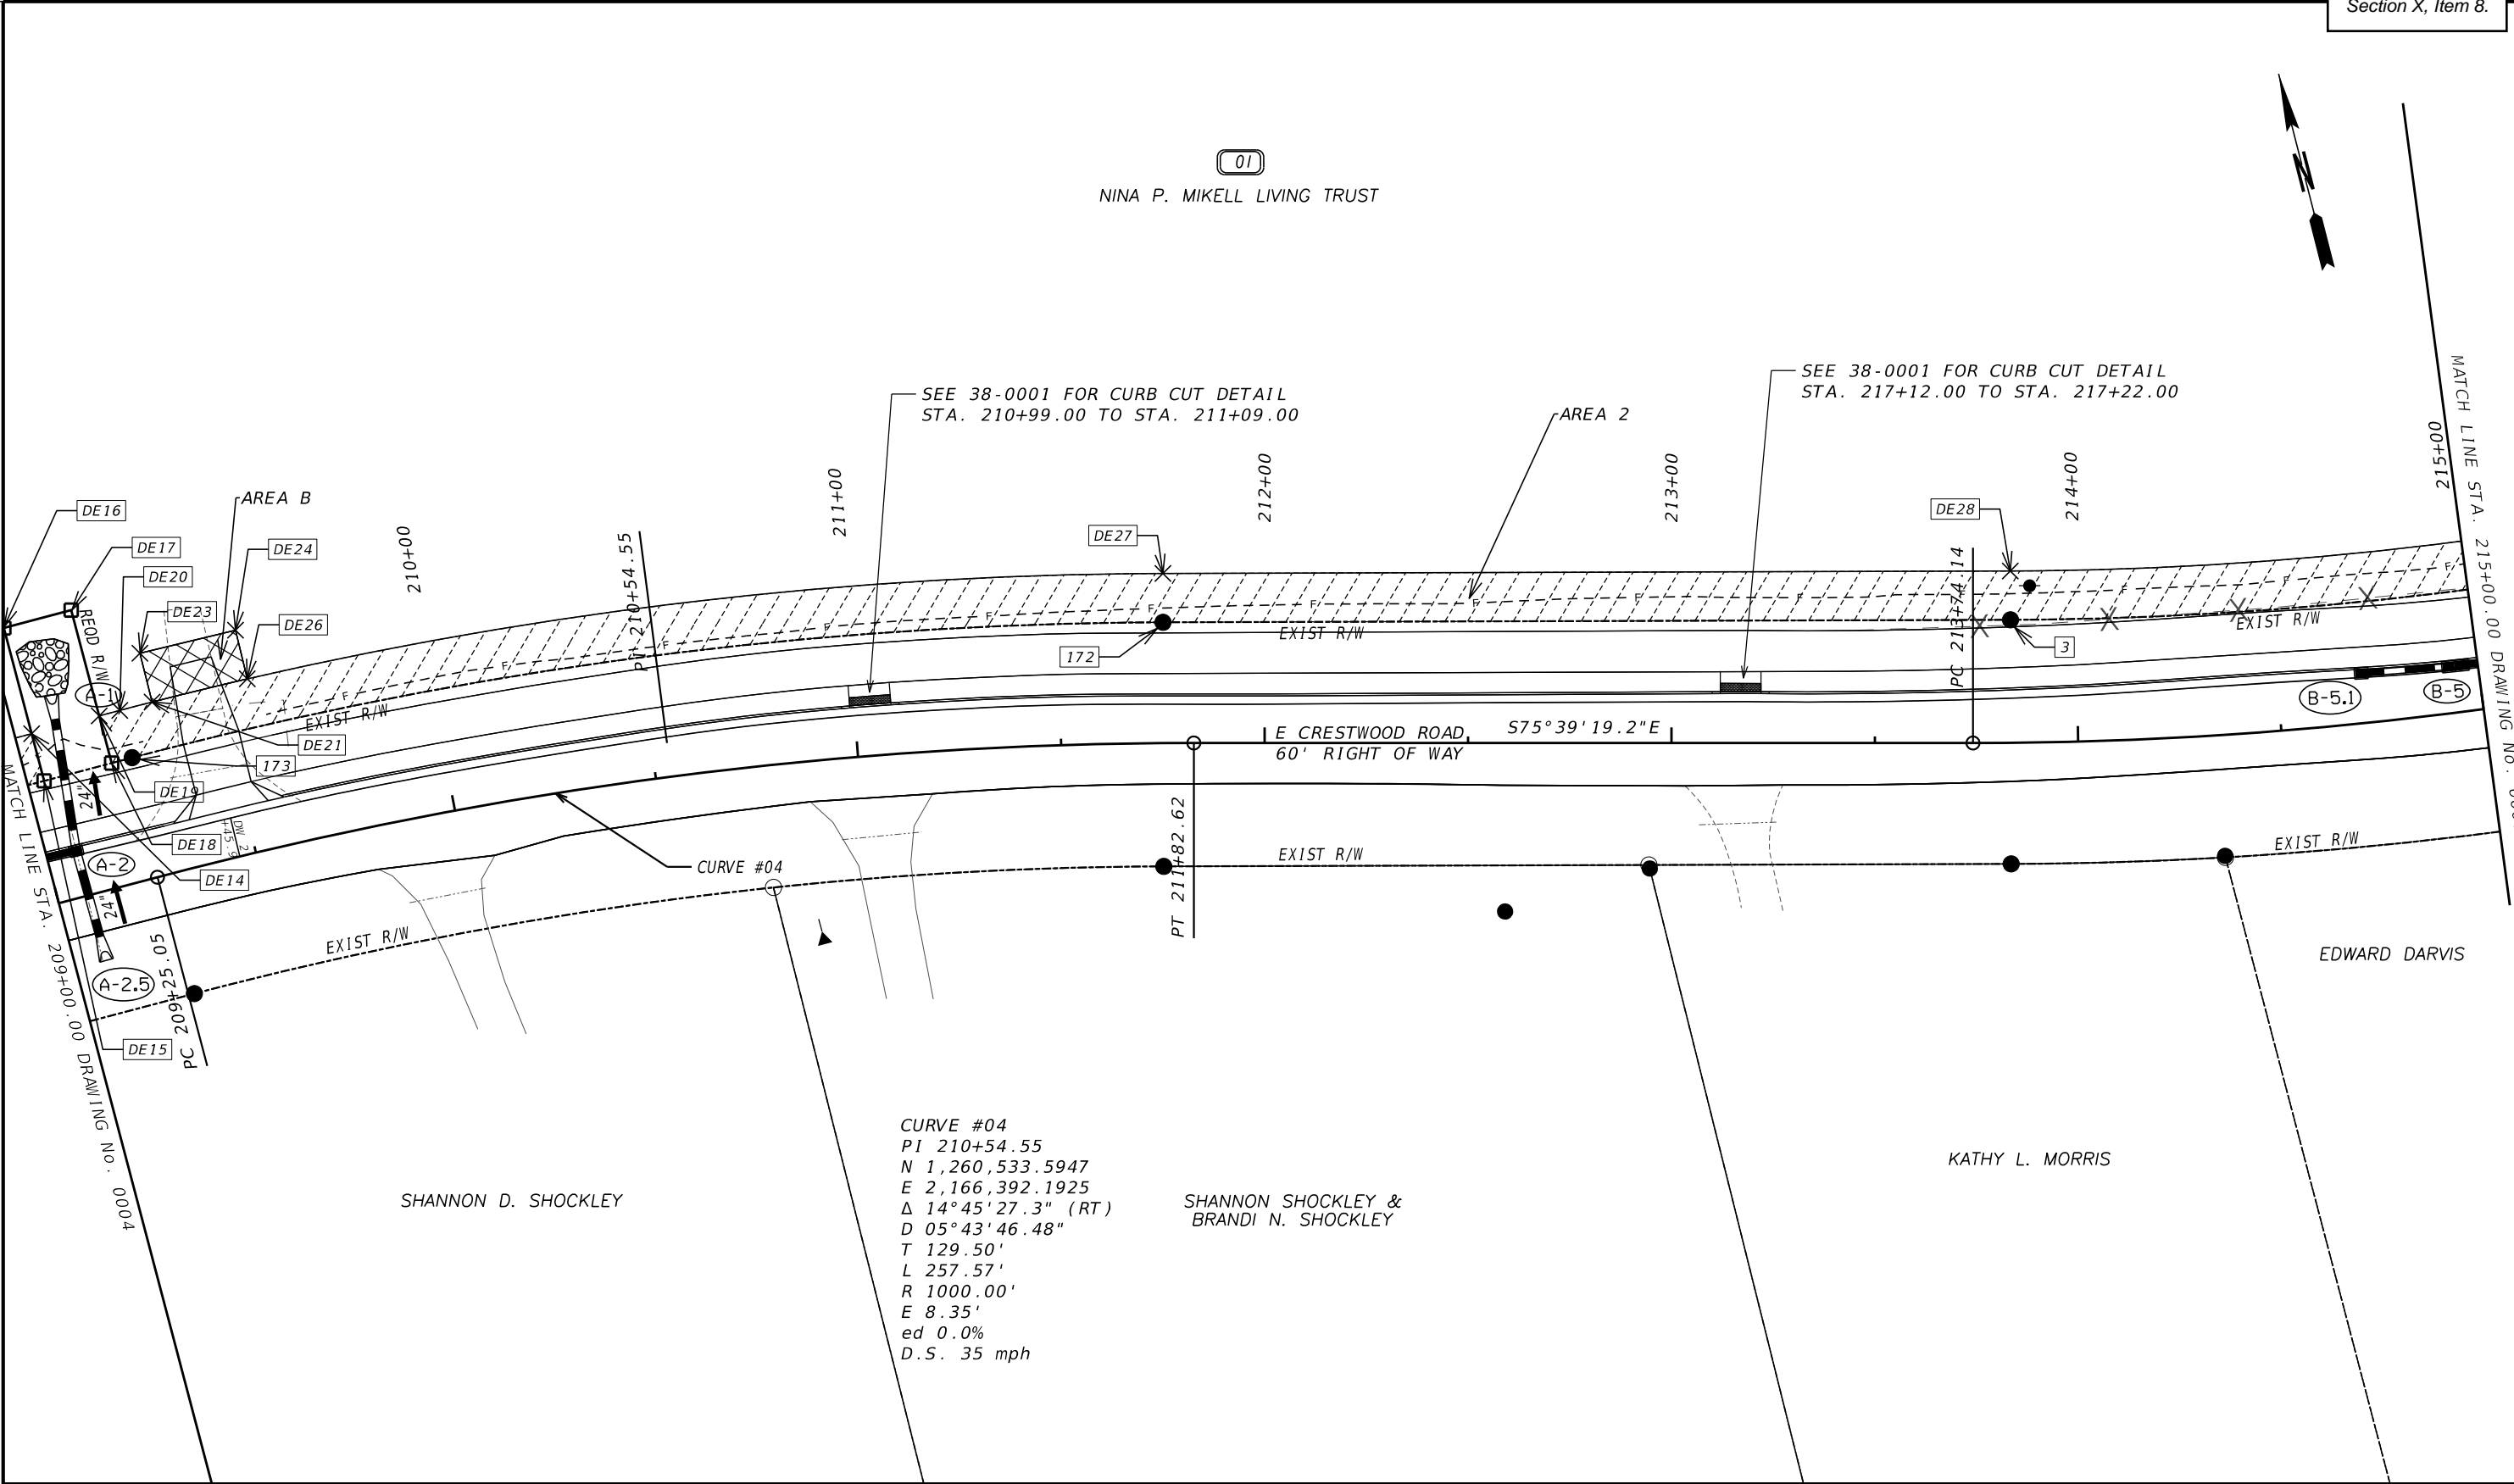 Section X, Item 8.
01
NINA P. MIKELL LIVING TRUST
SEE 38-0001 FOR CURB CUT DETAIL
STA. 210+99.00 TO STA. 211+09.00
SEE 38-0001 FOR CURB CUT DETAIL
STA. 217+12.00 TO STA. 217+22.00
AREA 2
AREA B
DE16
DE17
DE20
DE23
DE24
DE26
DE27
DE28
210+00
PI 210+54.55
211+00
212+00
213+00
PC 213+74.14
214+00
215+00
MATCH LINE STA. 215+00.00 DRAWING No.
REQD R/W
A-1
172
3
EXIST R/W
EXIST R/W
EXIST R/W
F F F F F F F F F F F F F F
B-5.1
B-5
E CRESTWOOD ROAD
60' RIGHT OF WAY
S75°39'19.2"E
DE21
173
DE19
24"
DE18
DW 2
A-2
DE14
24"
A-2.5
DE15
PC 209+25.05
MATCH LINE STA. 209+00.00 DRAWING No. 0004
CURVE #04
PT 211+82.62
EXIST R/W
EXIST R/W
EXIST R/W
EDWARD DARVIS
SHANNON D. SHOCKLEY
CURVE #04
PI 210+54.55
N 1,260,533.5947
E 2,166,392.1925
Δ 14°45'27.3" (RT)
D 05°43'46.48"
T 129.50'
L 257.57'
R 1000.00'
E 8.35'
ed 0.0%
D.S. 35 mph
SHANNON SHOCKLEY &
BRANDI N. SHOCKLEY
KATHY L. MORRIS